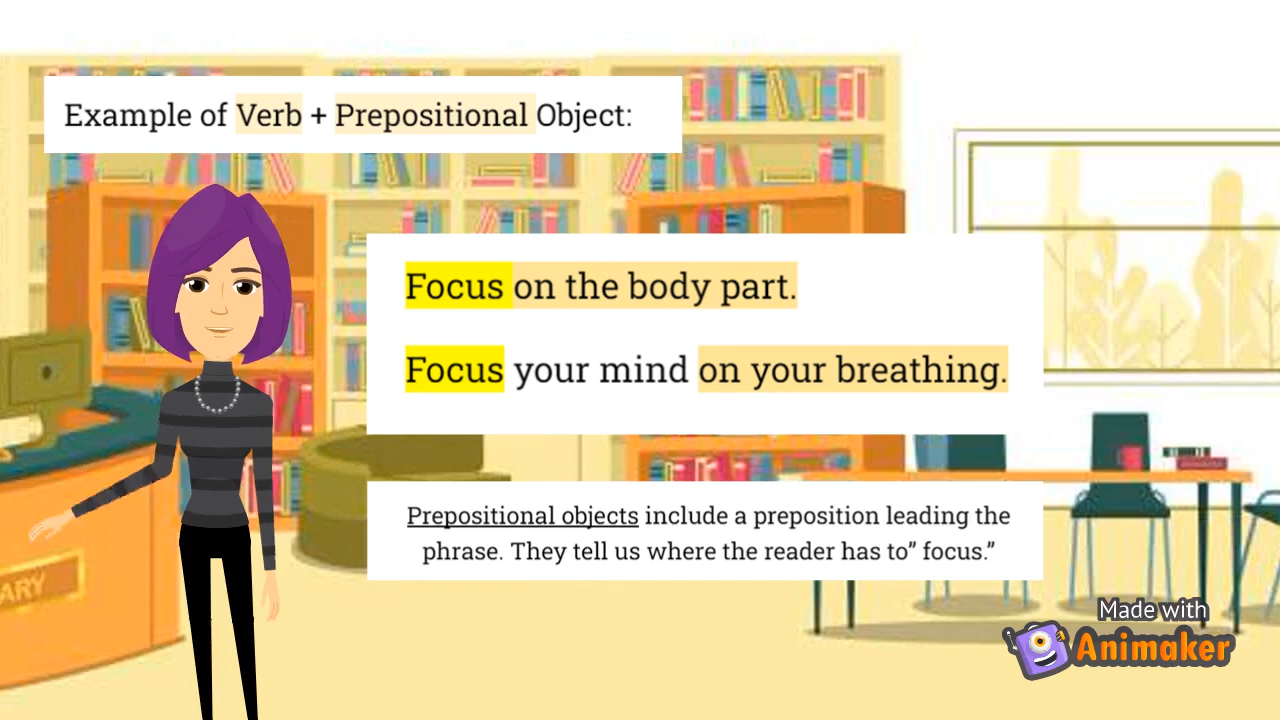 Example of Verb + Prepositional Object:
Focus on the body part.
Focus your mind on your breathing.
Prepositional objects include a preposition leading the
phrase. They tell us where the reader has to” focus.”
ARY
Made with
Animaker